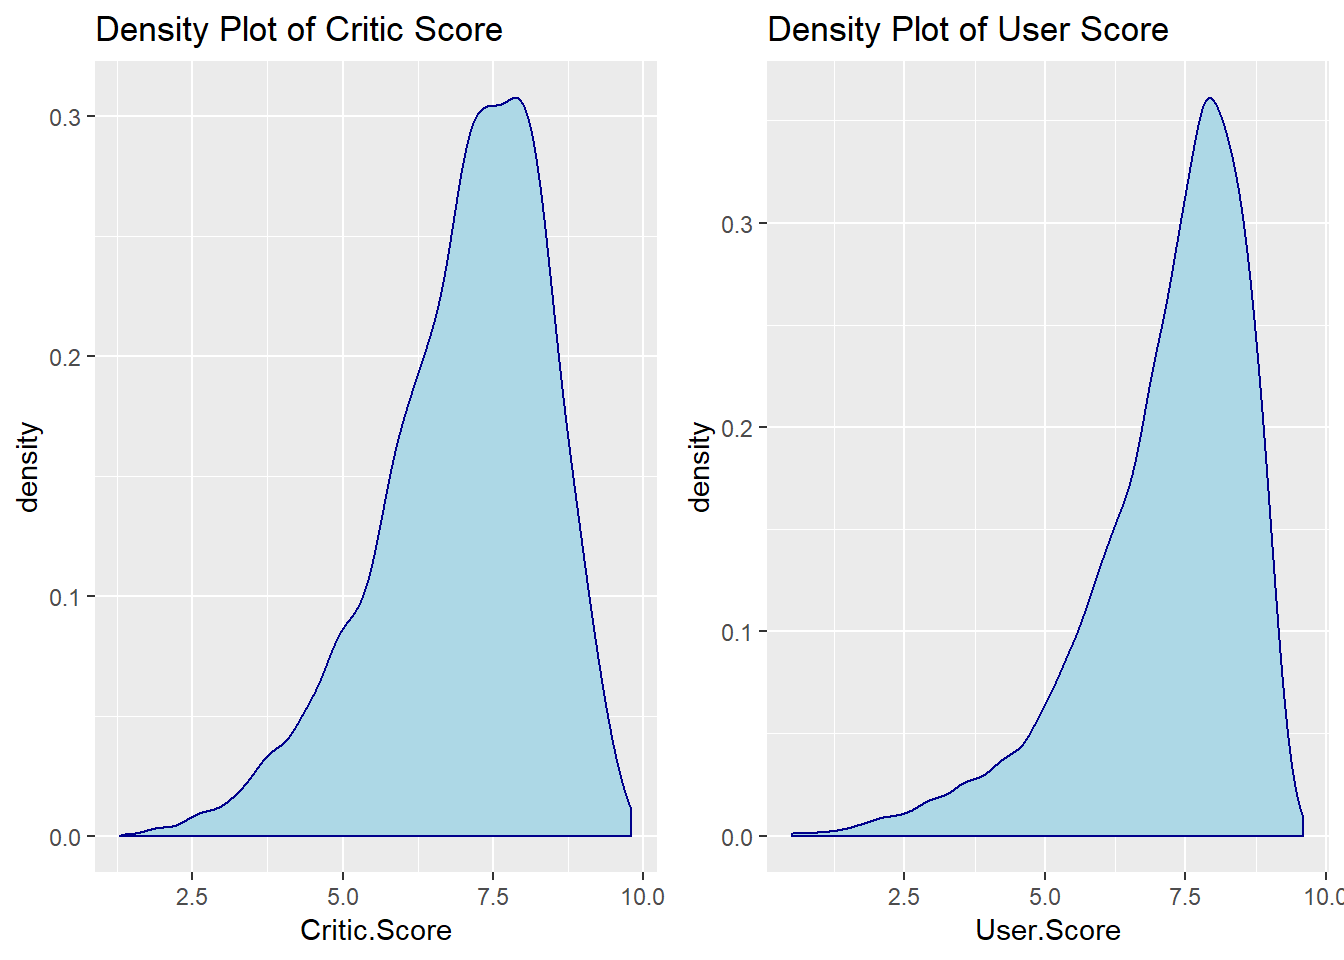 Density Plot of Critic Score
0.3
0.2
0.1
0.0
density
2.5 5.0 7.5 10.0
Critic.Score
Density Plot of User Score
0.3
0.2
0.1
0.0
density
2.5 5.0 7.5 10.0
User.Score